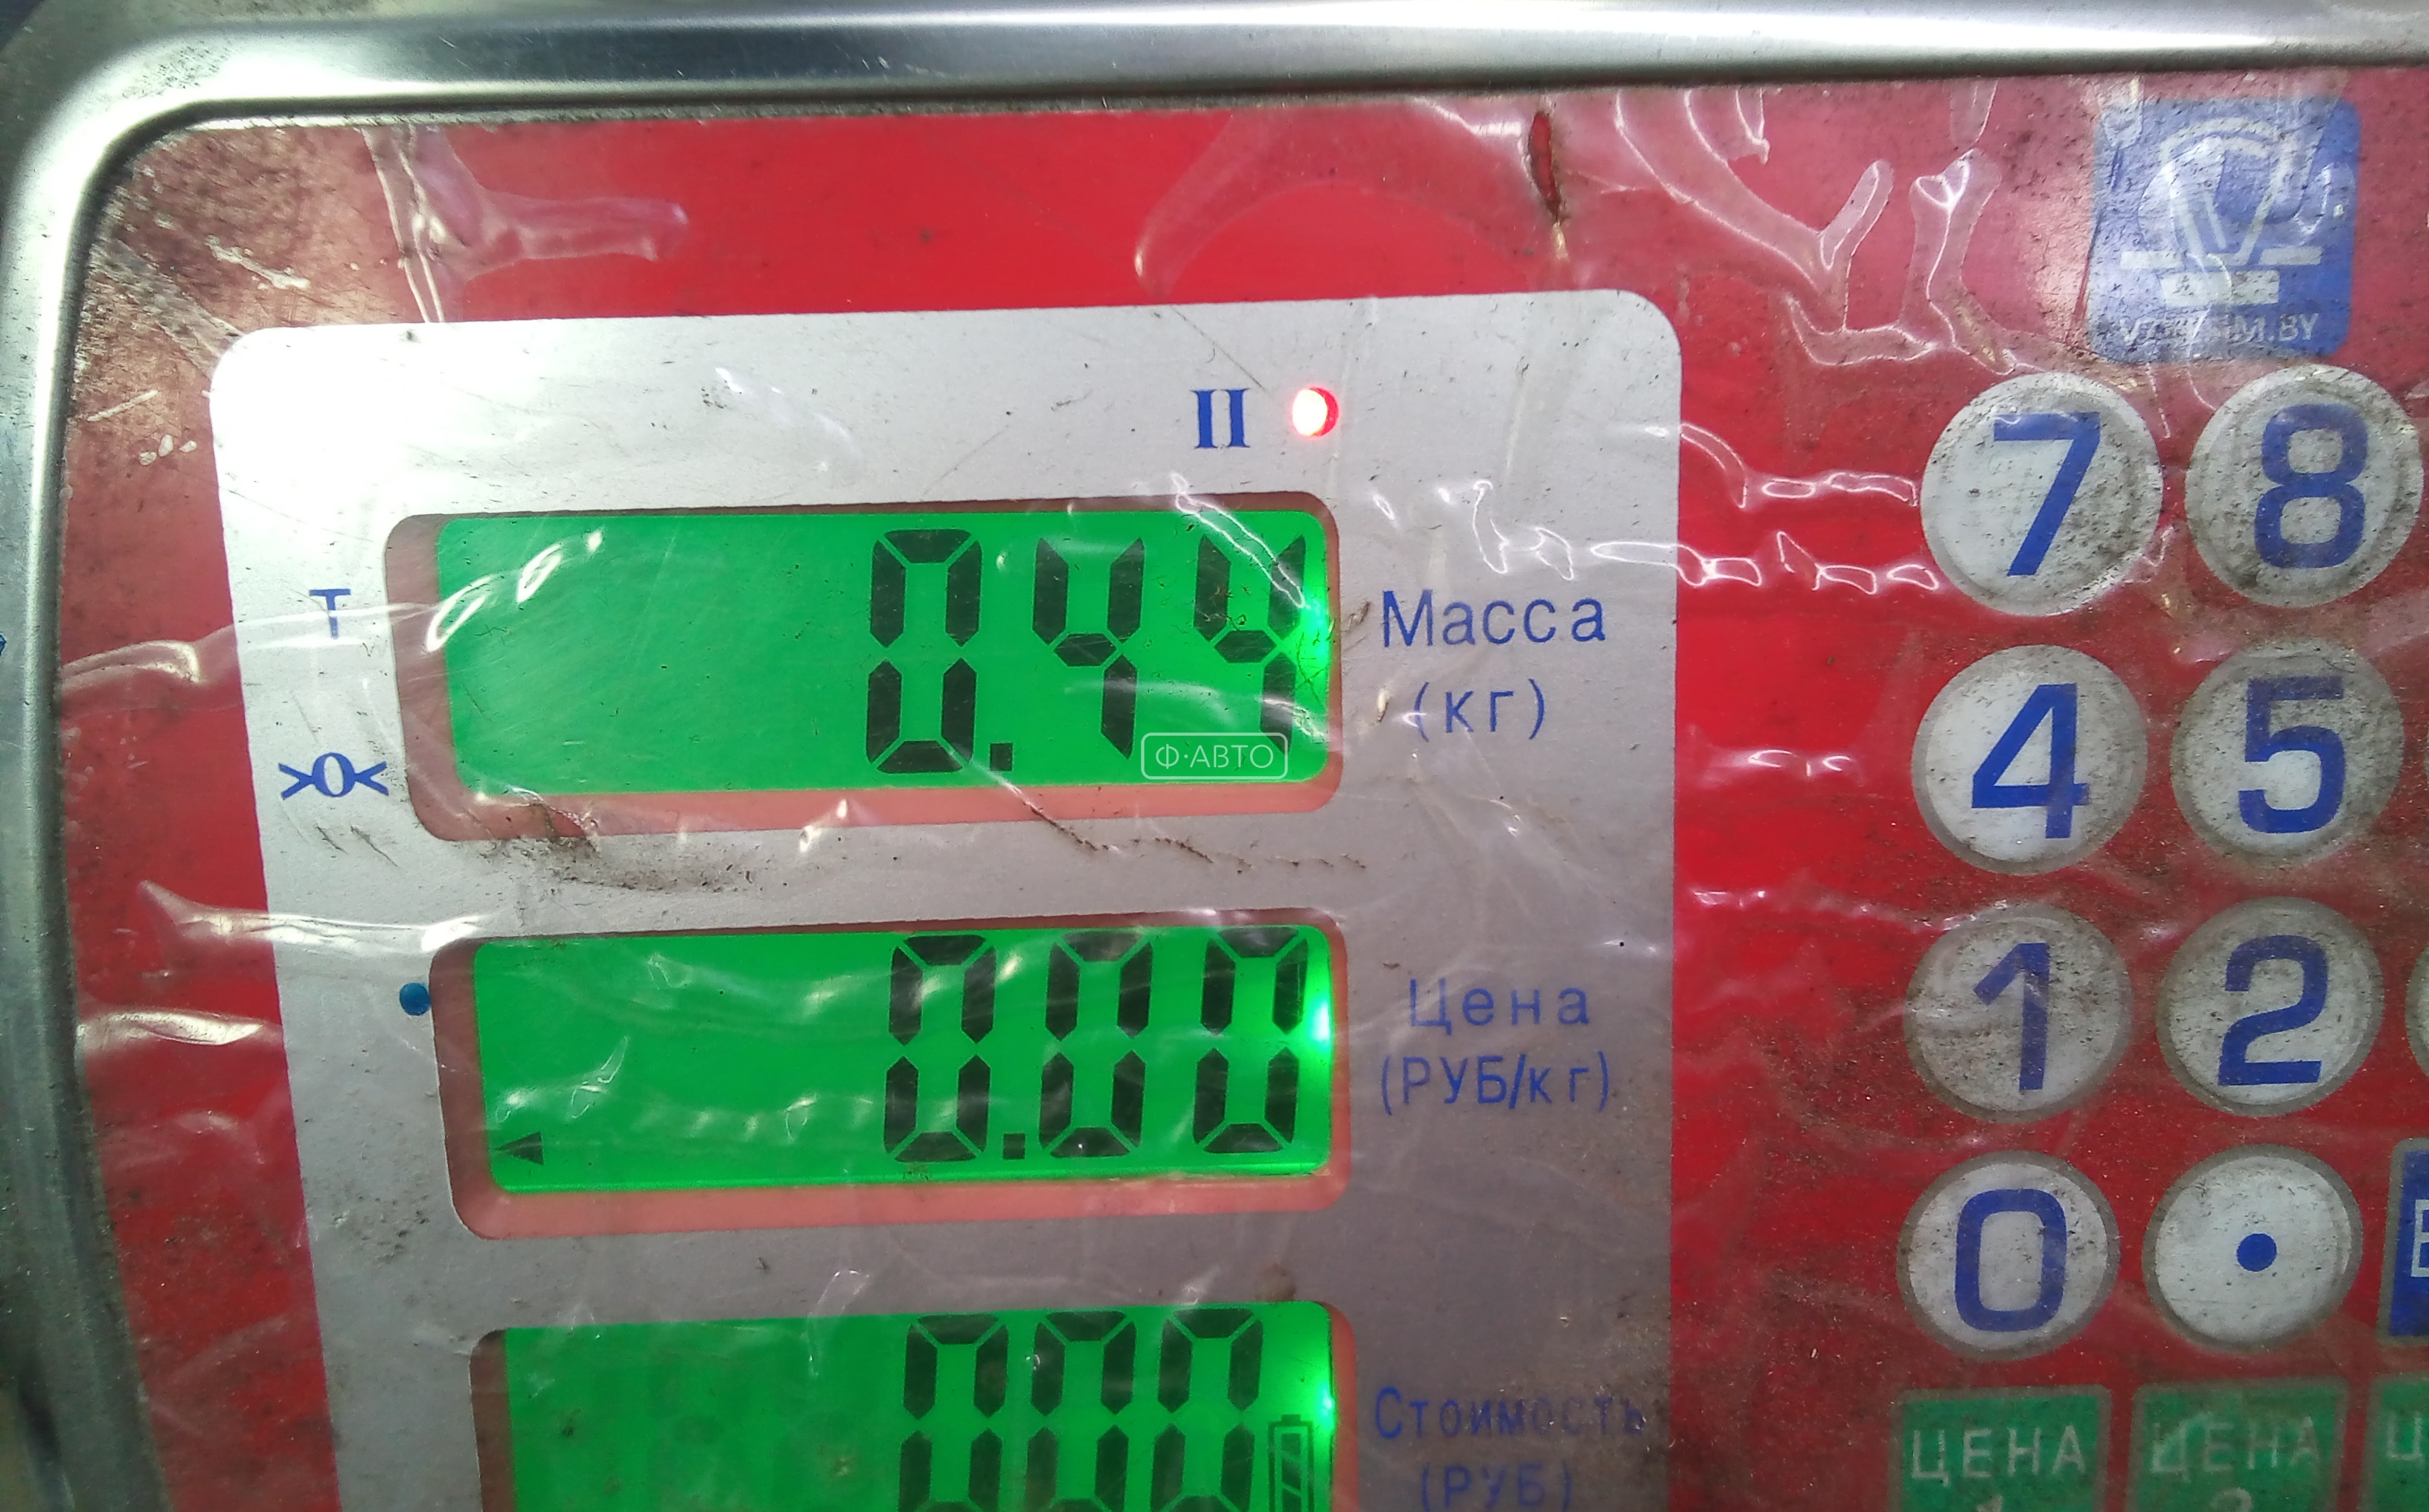 II
T
0.44
Масса
(кг)
>0<
Ф·АВТО
0.00
Цена
(РУБ/кг)
Стоимость
(РУБ)
7 8
4 5
1 2
0 •
ЦЕНА ЦЕНА